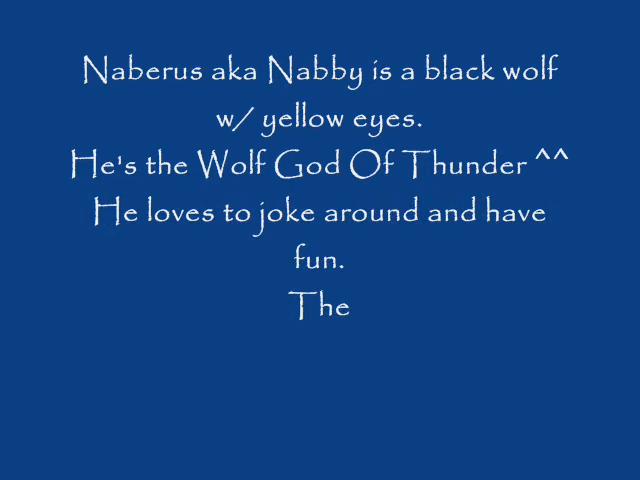 Naberus aka Nabby is a black wolf
w/ yellow eyes.
He's the Wolf God Of Thunder ^^
He loves to joke around and have
fun.
The